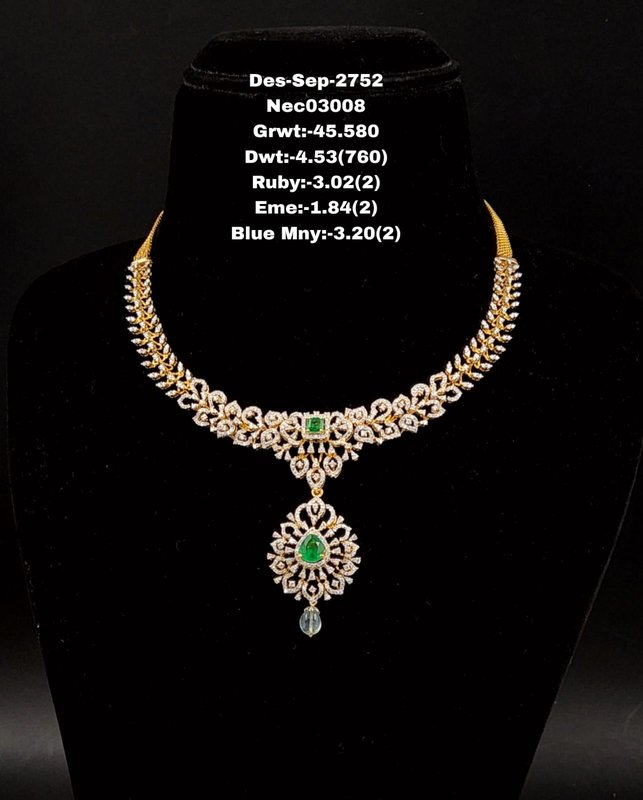 Des-Sep-2752
Nec03008
Grwt:-45.580
Dwt:-4.53(760)
Ruby:-3.02(2)
Eme:-1.84(2)
Blue Mny:-3.20(2)